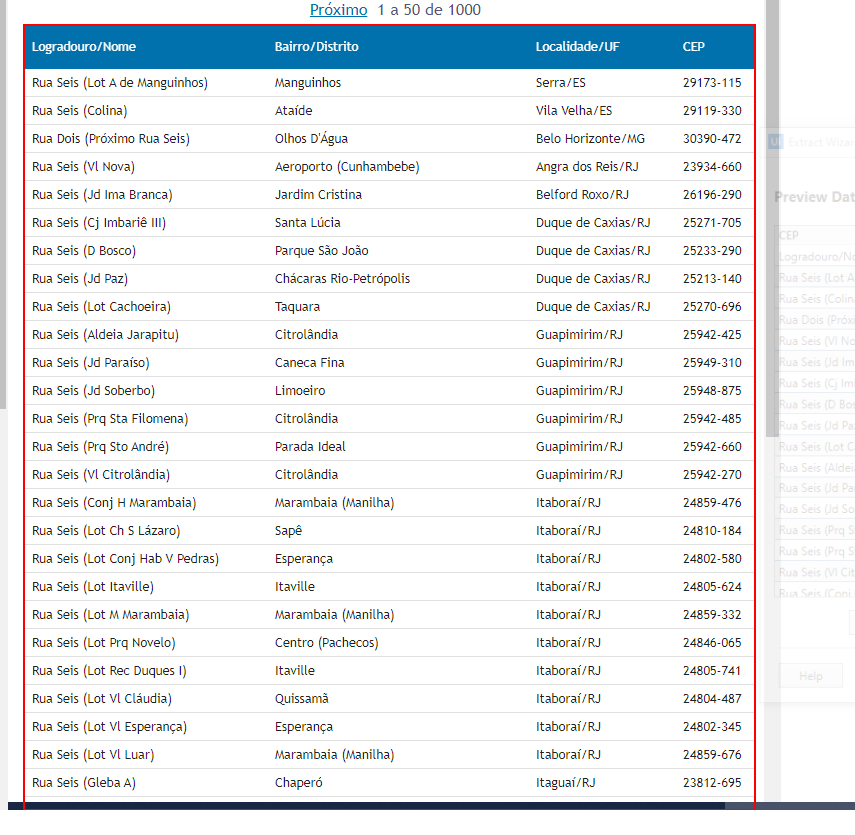 Próximo 1 a 50 de 1000
Logradouro/Nome Bairro/Distrito Localidade/UF CEP
Rua Seis (Lot A de Manguinhos) Manguinhos Serra/ES 29173-115
Rua Seis (Colina) Ataíde Vila Velha/ES 29119-330
Rua Dois (Próximo Rua Seis) Olhos D'Água Belo Horizonte/MG 30390-472
Rua Seis (Vl Nova) Aeroporto (Cunhambebe) Angra dos Reis/RJ 23934-660
Rua Seis (Jd Ima Branca) Jardim Cristina Belford Roxo/RJ 26196-290
Rua Seis (Cj Imbariê III) Santa Lúcia Duque de Caxias/RJ 25271-705
Rua Seis (D Bosco) Parque São João Duque de Caxias/RJ 25233-290
Rua Seis (Jd Paz) Chácaras Rio-Petrópolis Duque de Caxias/RJ 25213-140
Rua Seis (Lot Cachoeira) Taquara Duque de Caxias/RJ 25270-696
Rua Seis (Aldeia Jarapitu) Citrolândia Guapimirim/RJ 25942-425
Rua Seis (Jd Paraíso) Caneca Fina Guapimirim/RJ 25949-310
Rua Seis (Jd Soberbo) Limoeiro Guapimirim/RJ 25948-875
Rua Seis (Prq Sta Filomena) Citrolândia Guapimirim/RJ 25942-485
Rua Seis (Prq Sto André) Parada Ideal Guapimirim/RJ 25942-660
Rua Seis (Vl Citrolândia) Citrolândia Guapimirim/RJ 25942-270
Rua Seis (Conj H Marambaia) Marambaia (Manilha) Itaboraí/RJ 24859-476
Rua Seis (Lot Ch S Lázaro) Sapê Itaboraí/RJ 24810-184
Rua Seis (Lot Conj Hab V Pedras) Esperança Itaboraí/RJ 24802-580
Rua Seis (Lot Itaville) Itaville Itaboraí/RJ 24805-624
Rua Seis (Lot M Marambaia) Marambaia (Manilha) Itaboraí/RJ 24859-332
Rua Seis (Lot Prq Novelo) Centro (Pachecos) Itaboraí/RJ 24846-065
Rua Seis (Lot Rec Duques I) Itaville Itaboraí/RJ 24805-741
Rua Seis (Lot Vl Cláudia) Quissamã Itaboraí/RJ 24804-487
Rua Seis (Lot Vl Esperança) Esperança Itaboraí/RJ 24802-345
Rua Seis (Lot Vl Luar) Marambaia (Manilha) Itaboraí/RJ 24859-676
Rua Seis (Gleba A) Chaperó Itaguaí/RJ 23812-695
Ui Extract Wizar
Preview Dat
CEP
Logradouro/No
Rua Seis (Lot A
Rua Seis (Colin
Rua Dois (Próxi
Rua Seis (Vl No
Rua Seis (Jd Im
Rua Seis (Cj Imb
Rua Seis (D Bos
Rua Seis (Jd Pa
Rua Seis (Lot C
Rua Seis (Aldei
Rua Seis (Jd Pa
Rua Seis (Jd So
Rua Seis (Prq S
Rua Seis (Prq S
Rua Seis (Vl Cit
Rua Seis (Conj
Help